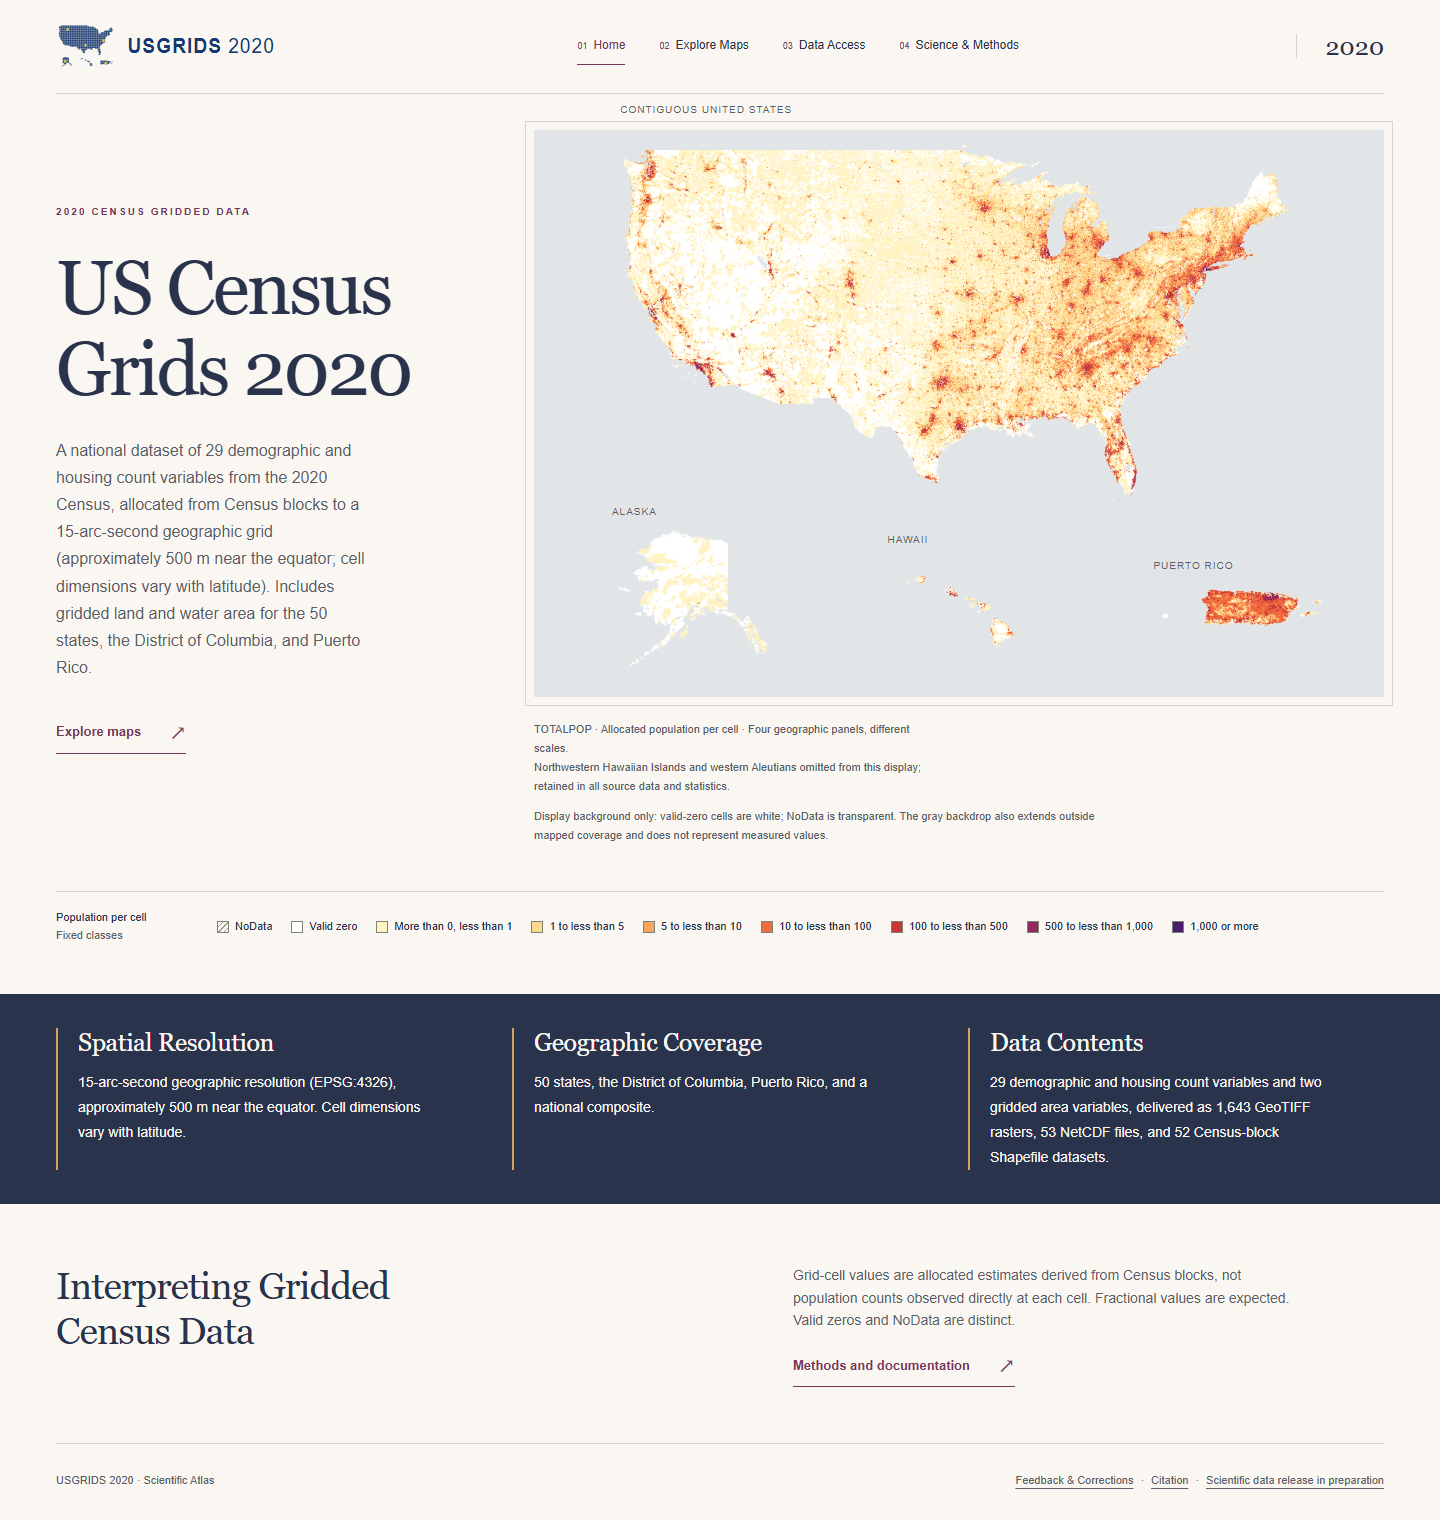 USGRIDS 2020
01 Home
02 Explore Maps
03 Data Access
04 Science & Methods
2020
CONTIGUOUS UNITED STATES
2020 CENSUS GRIDDED DATA
US Census
Grids 2020
A national dataset of 29 demographic and
housing count variables from the 2020
Census, allocated from Census blocks to a
15-arc-second geographic grid
(approximately 500 m near the equator; cell
dimensions vary with latitude). Includes
gridded land and water area for the 50
states, the District of Columbia, and Puerto
Rico.
Explore maps ↗
ALASKA
HAWAII
PUERTO RICO
TOTALPOP · Allocated population per cell · Four geographic panels, different
scales.
Northwestern Hawaiian Islands and western Aleutians omitted from this display;
retained in all source data and statistics.
Display background only: valid-zero cells are white; NoData is transparent. The gray backdrop also extends outside
mapped coverage and does not represent measured values.
Population per cell
Fixed classes
NoData
Valid zero
More than 0, less than 1
1 to less than 5
5 to less than 10
10 to less than 100
100 to less than 500
500 to less than 1,000
1,000 or more
Spatial Resolution
15-arc-second geographic resolution (EPSG:4326),
approximately 500 m near the equator. Cell dimensions
vary with latitude.
Geographic Coverage
50 states, the District of Columbia, Puerto Rico, and a
national composite.
Data Contents
29 demographic and housing count variables and two
gridded area variables, delivered as 1,643 GeoTIFF
rasters, 53 NetCDF files, and 52 Census-block
Shapefile datasets.
Interpreting Gridded
Census Data
Grid-cell values are allocated estimates derived from Census blocks, not
population counts observed directly at each cell. Fractional values are expected.
Valid zeros and NoData are distinct.
Methods and documentation ↗
USGRIDS 2020 · Scientific Atlas
Feedback & Corrections · Citation · Scientific data release in preparation